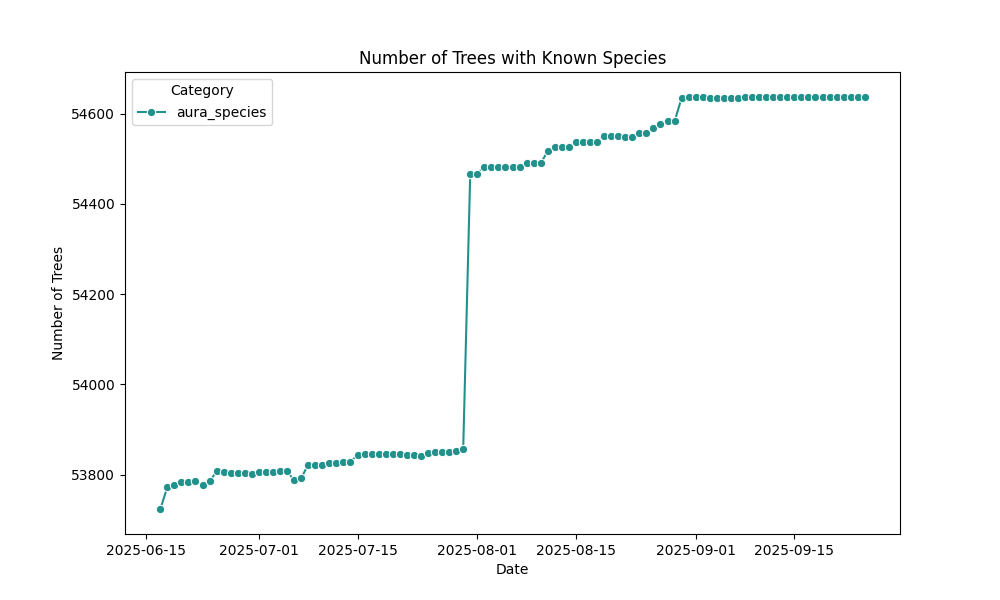 Number of Trees with Known Species
Category
aura_species
54600
54400
54200
54000
53800
Number of Trees
2025-06-15 2025-07-01 2025-07-15 2025-08-01 2025-08-15 2025-09-01 2025-09-15
Date